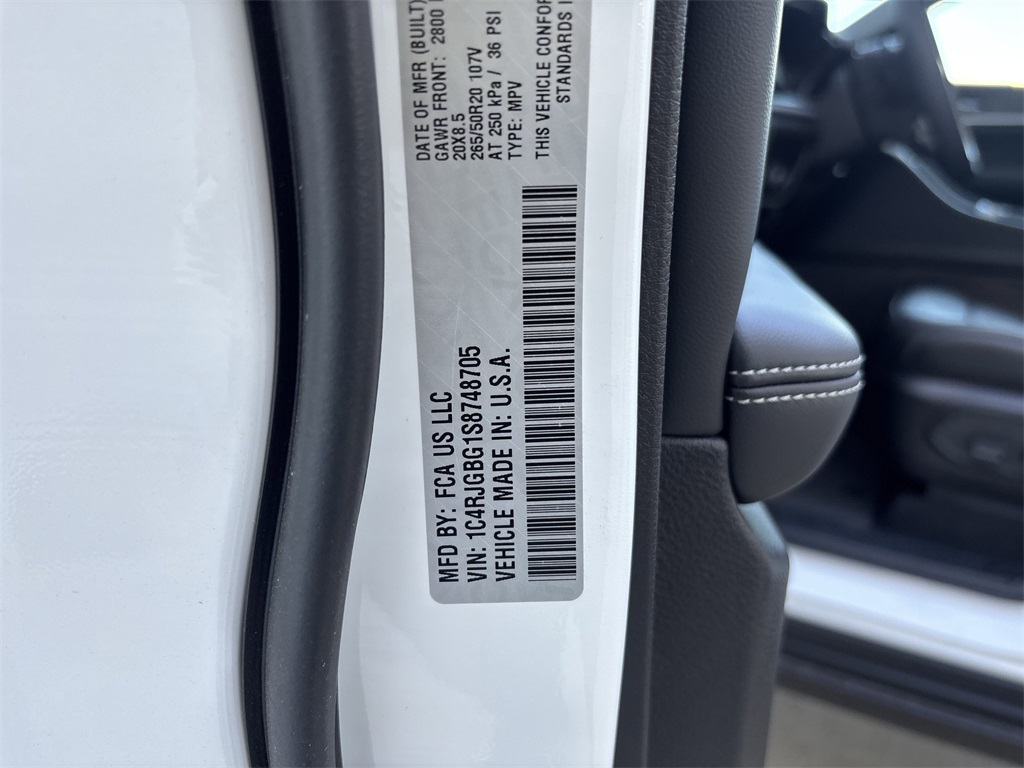 MFD BY: FCA US LLC
VIN: 1C4RJGBG1S8748705
VEHICLE MADE IN: U.S.A.
DATE OF MFR (BUILT)
GAWR FRONT: 2800
20X8.5
265/50R20 107V
AT 250 kPa / 36 PSI
TYPE: MPV
THIS VEHICLE CONFOR
STANDARDS